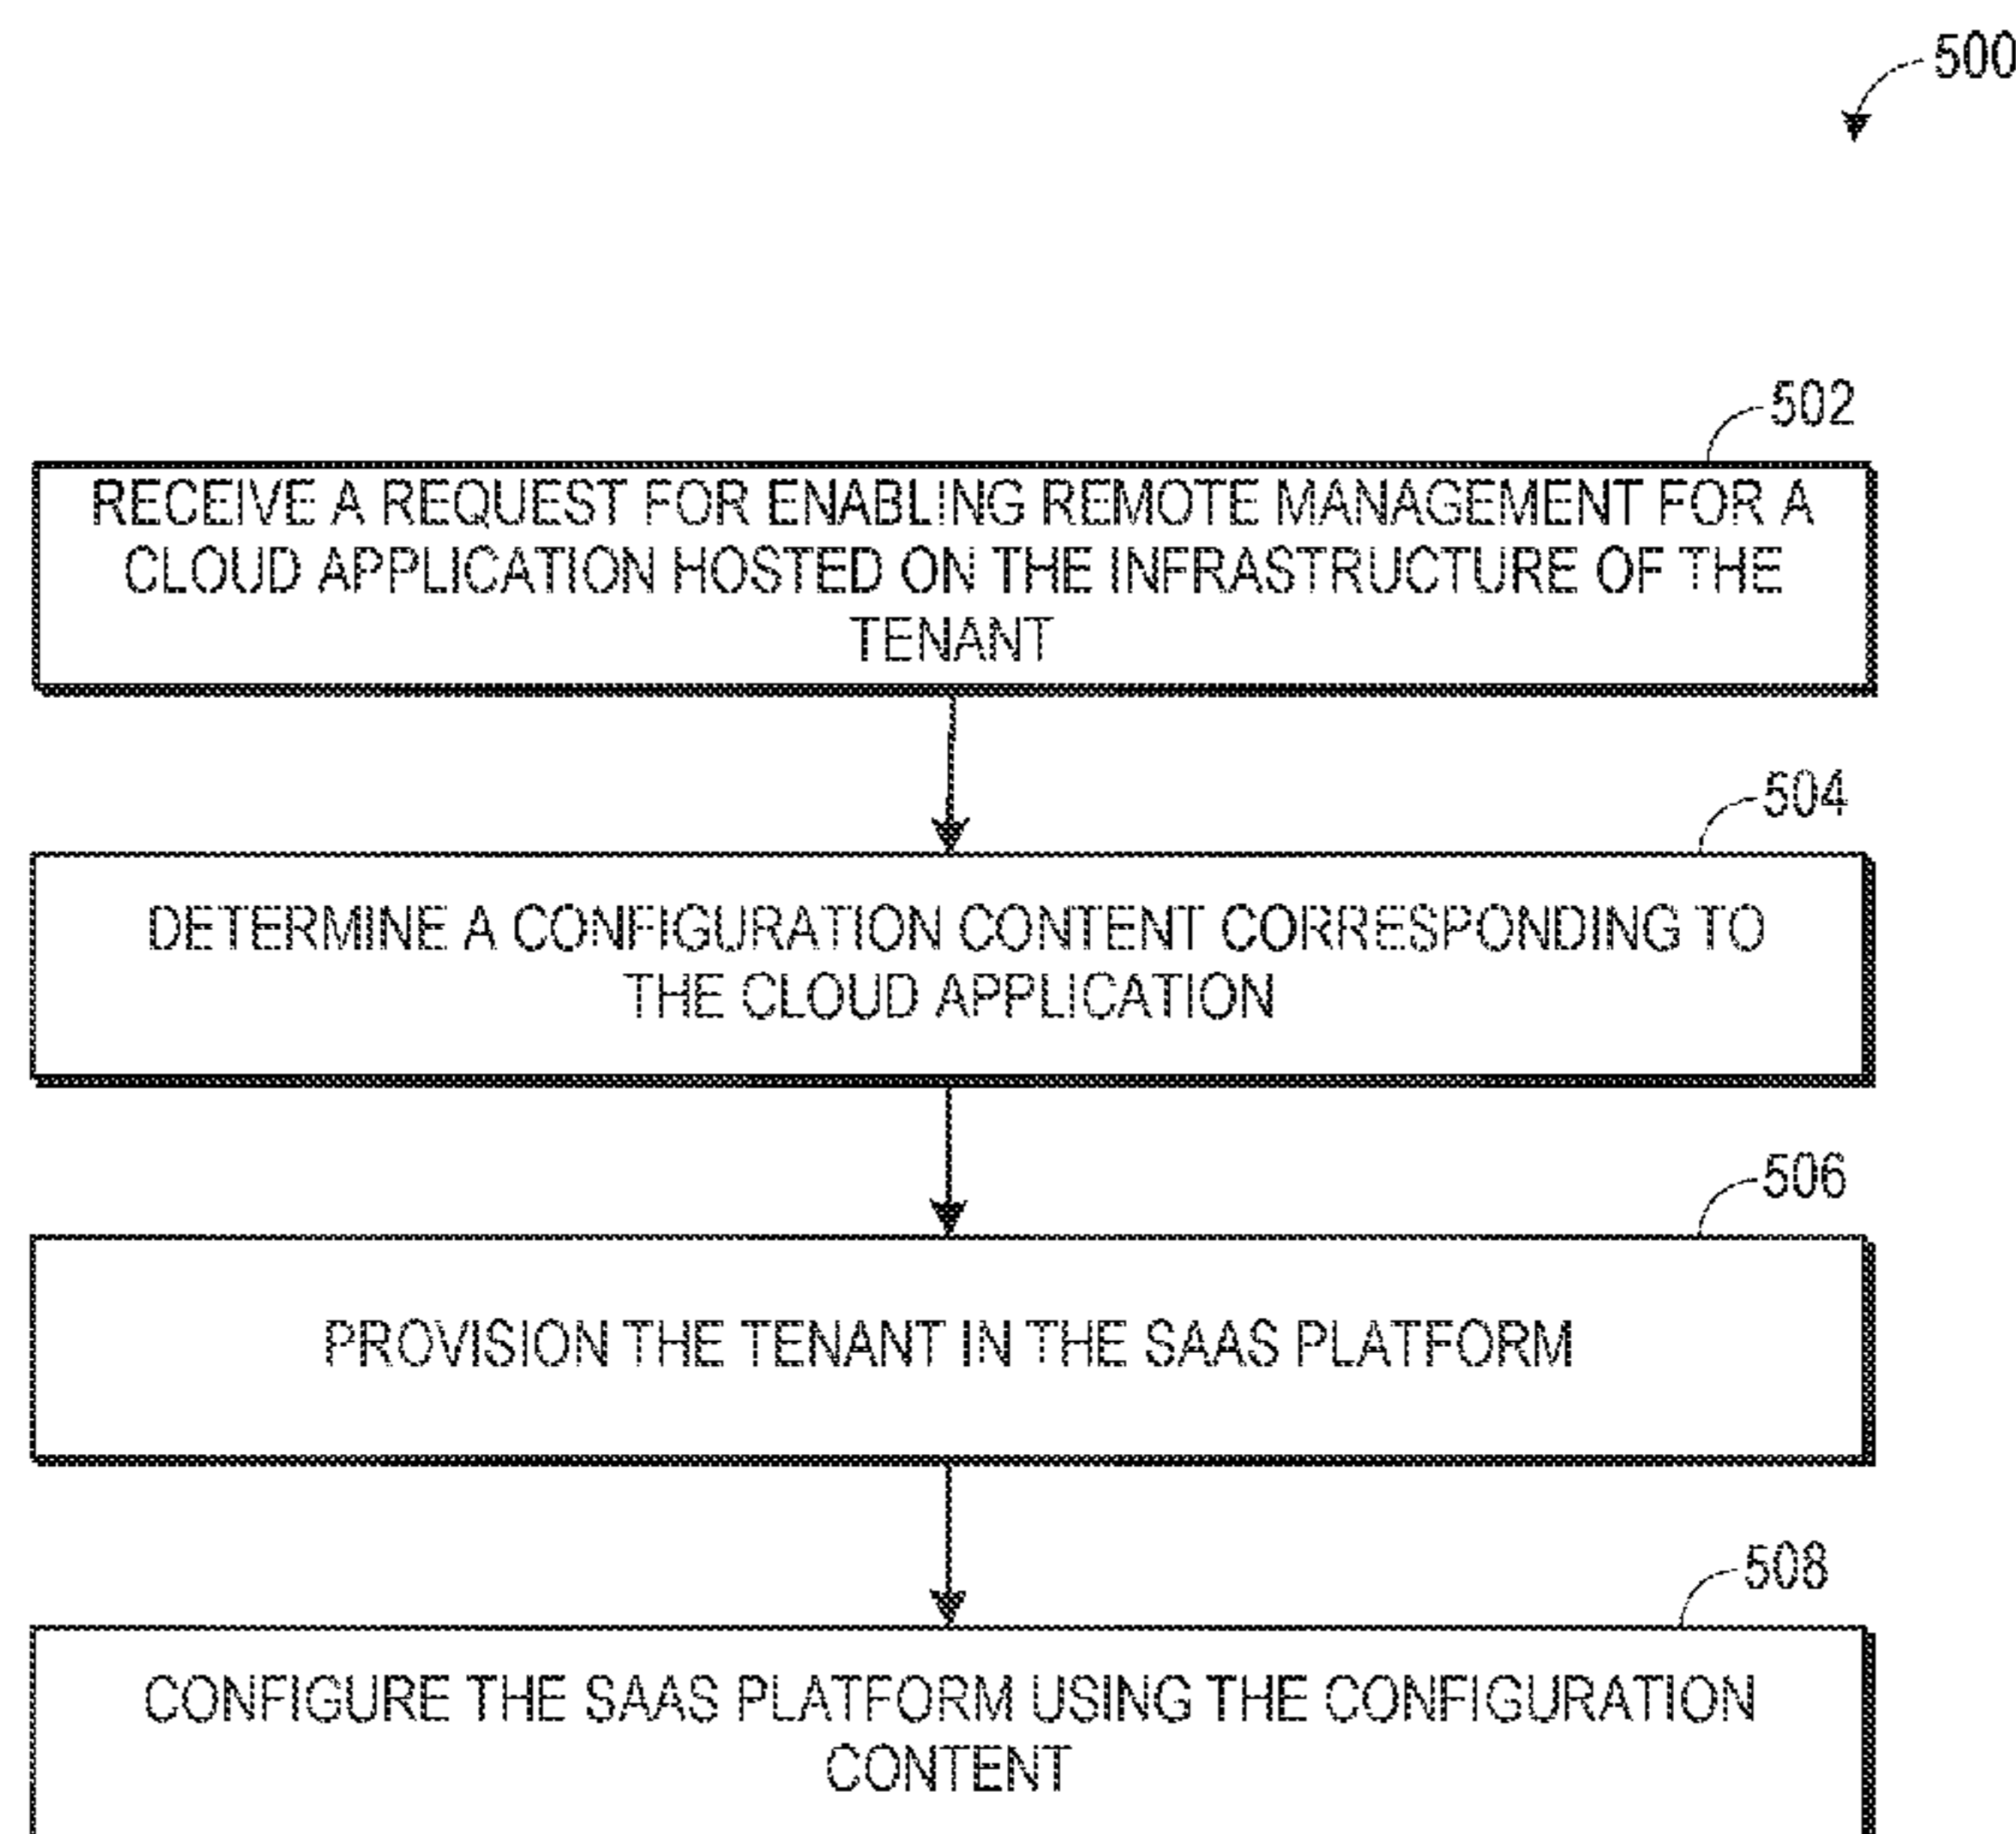 500
502
RECEIVE A REQUEST FOR ENABLING REMOTE MANAGEMENT FOR A
CLOUD APPLICATION HOSTED ON THE INFRASTRUCTURE OF THE
TENANT
504
DETERMINE A CONFIGURATION CONTENT CORRESPONDING TO
THE CLOUD APPLICATION
506
PROVISION THE TENANT IN THE SAAS PLATFORM
508
CONFIGURE THE SAAS PLATFORM USING THE CONFIGURATION
CONTENT